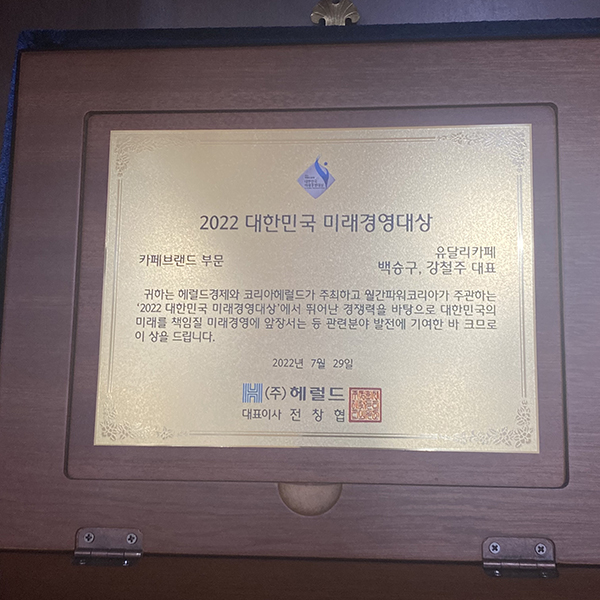 2022 대한민국 미래경영대상
카페브랜드 부문
유달리카페
백승구, 강철주 대표
귀하는 헤럴드경제와 코리아헤럴드가 주최하고 월간파워코리아가 주관하는
'2022 대한민국 미래경영대상'에서 뛰어난 경쟁력을 바탕으로 대한민국의
미래를 책임질 미래경영에 앞장서는 등 관련분야 발전에 기여한 바 크므로
이 상을 드립니다.
2022년 7월 29일
(주)헤럴드
대표이사 전창협